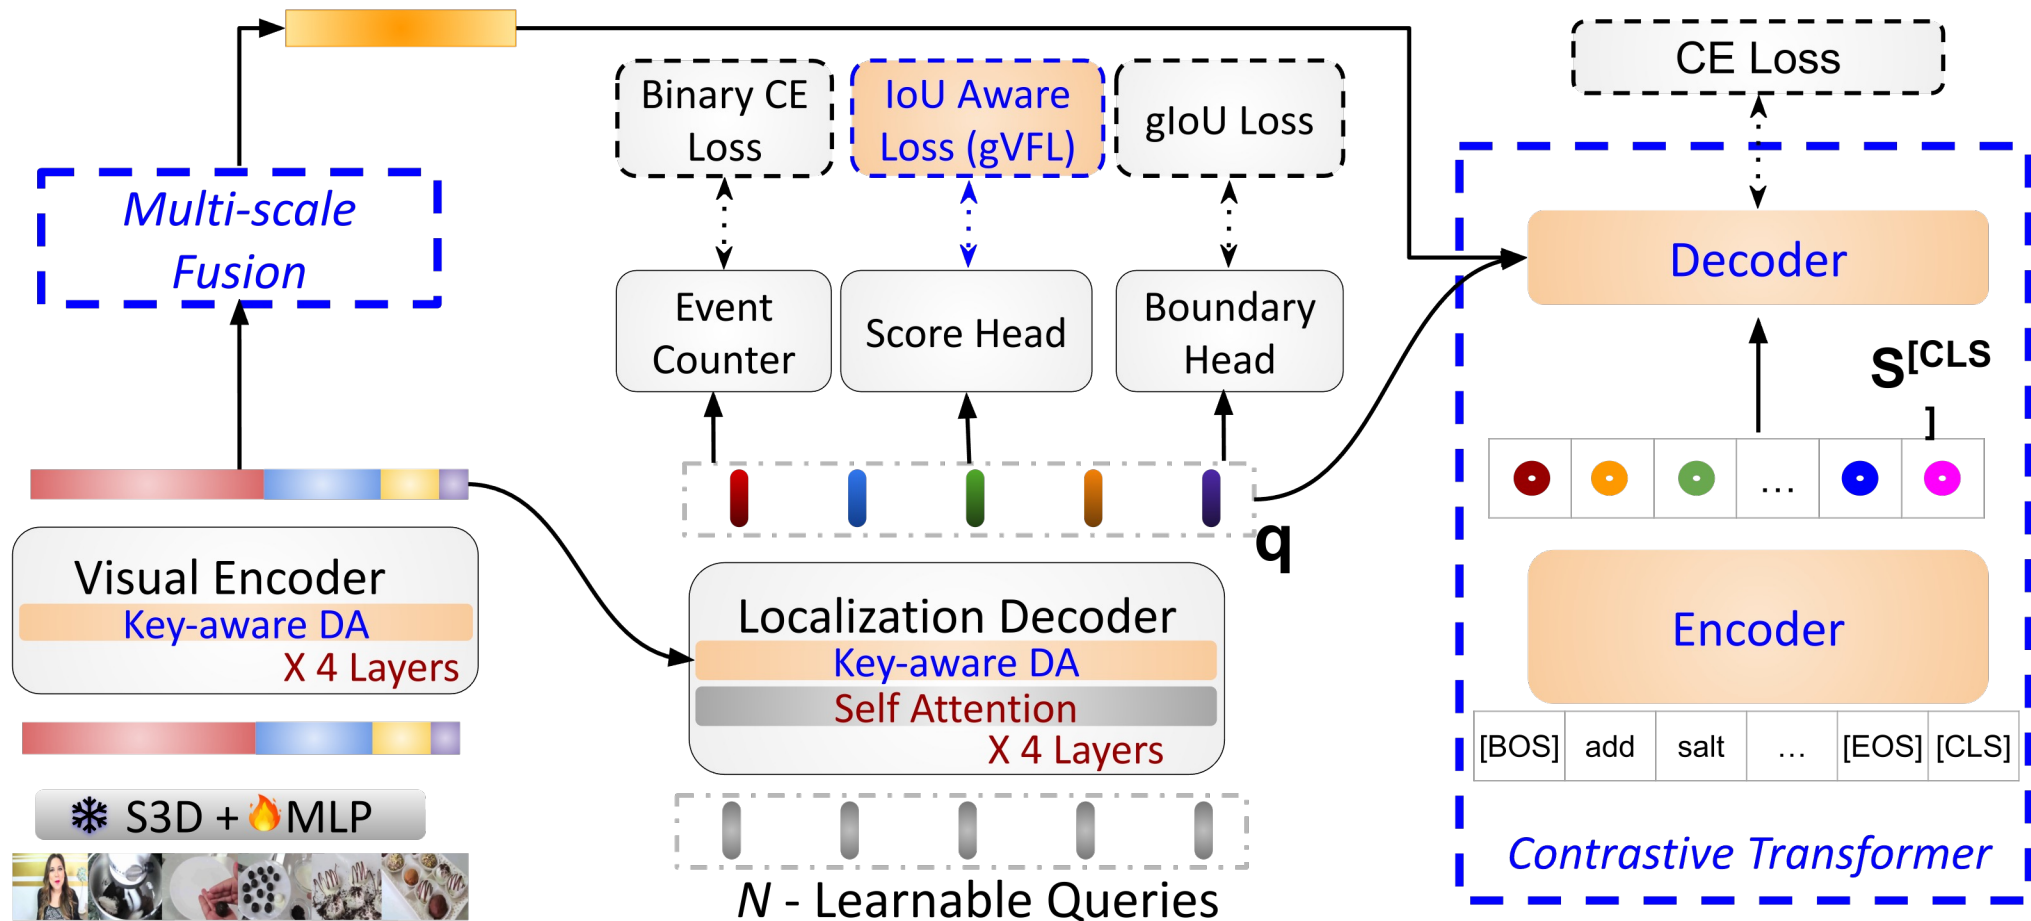 CE Loss
Binary CE
Loss
IoU Aware
Loss (gVFL)
gIoU Loss
Multi-scale
Fusion
Decoder
Event
Counter
Score Head
Boundary
Head
S[CLS
]
...
q
Visual Encoder
Key-aware DA
X 4 Layers
Localization Decoder
Key-aware DA
Self Attention
X 4 Layers
Encoder
[BOS] add salt ... [EOS] [CLS]
S3D + MLP
Contrastive Transformer
N - Learnable Queries